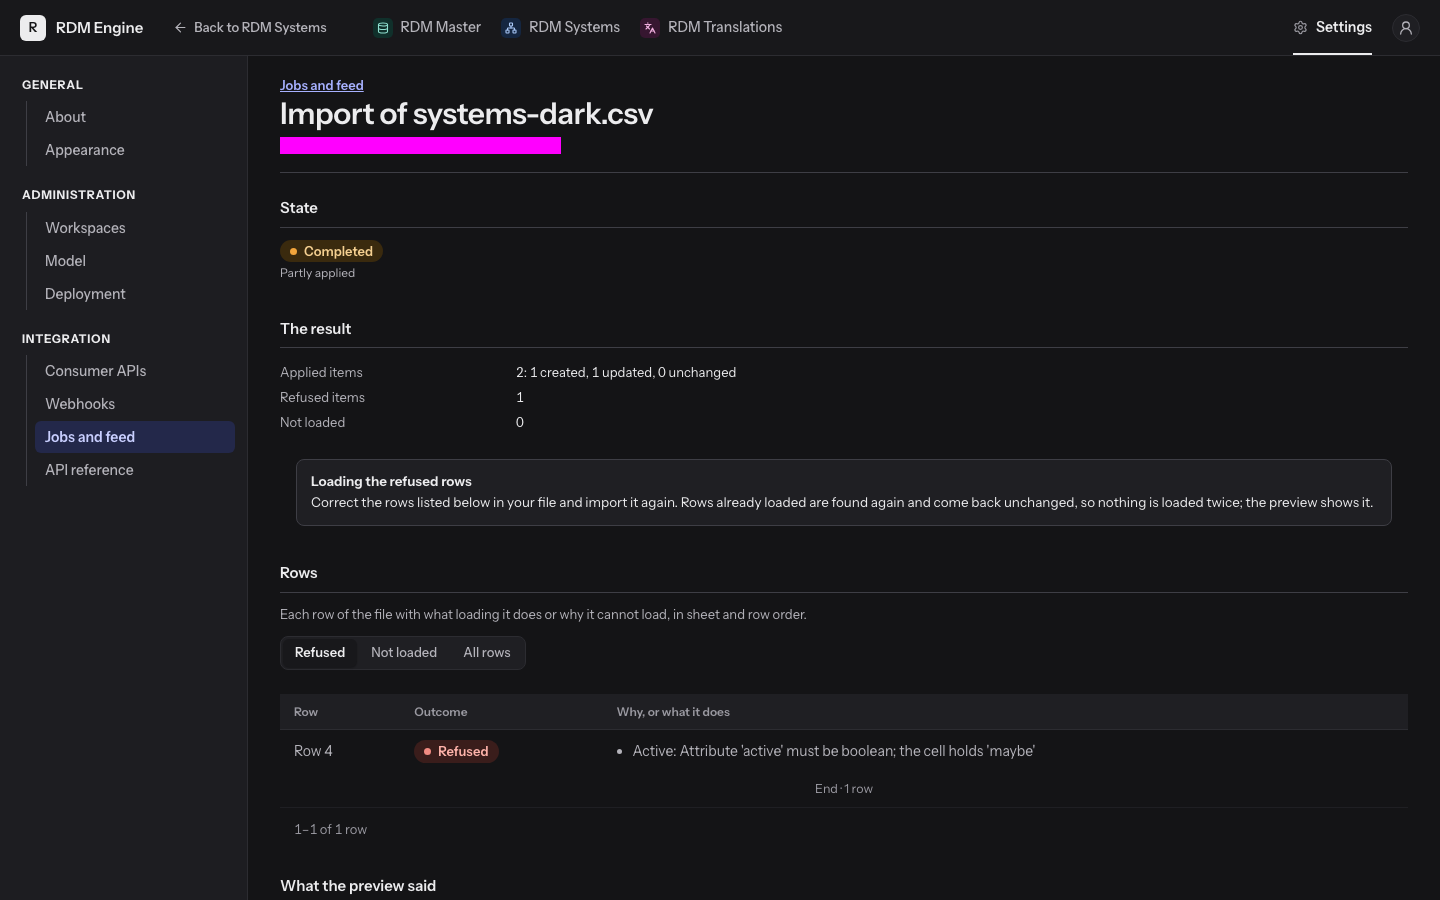 R RDM Engine
Back to RDM Systems
RDM Master
RDM Systems
RDM Translations
Settings
GENERAL
About
Appearance
ADMINISTRATION
Workspaces
Model
Deployment
INTEGRATION
Consumer APIs
Webhooks
Jobs and feed
API reference
Jobs and feed
Import of systems-dark.csv
State
Completed
Partly applied
The result
Applied items 2: 1 created, 1 updated, 0 unchanged
Refused items 1
Not loaded 0
Loading the refused rows
Correct the rows listed below in your file and import it again. Rows already loaded are found again and come back unchanged, so nothing is loaded twice; the preview shows it.
Rows
Each row of the file with what loading it does or why it cannot load, in sheet and row order.
Refused Not loaded All rows
Row Outcome Why, or what it does
Row 4 Refused • Active: Attribute 'active' must be boolean; the cell holds 'maybe'
End · 1 row
1–1 of 1 row
What the preview said